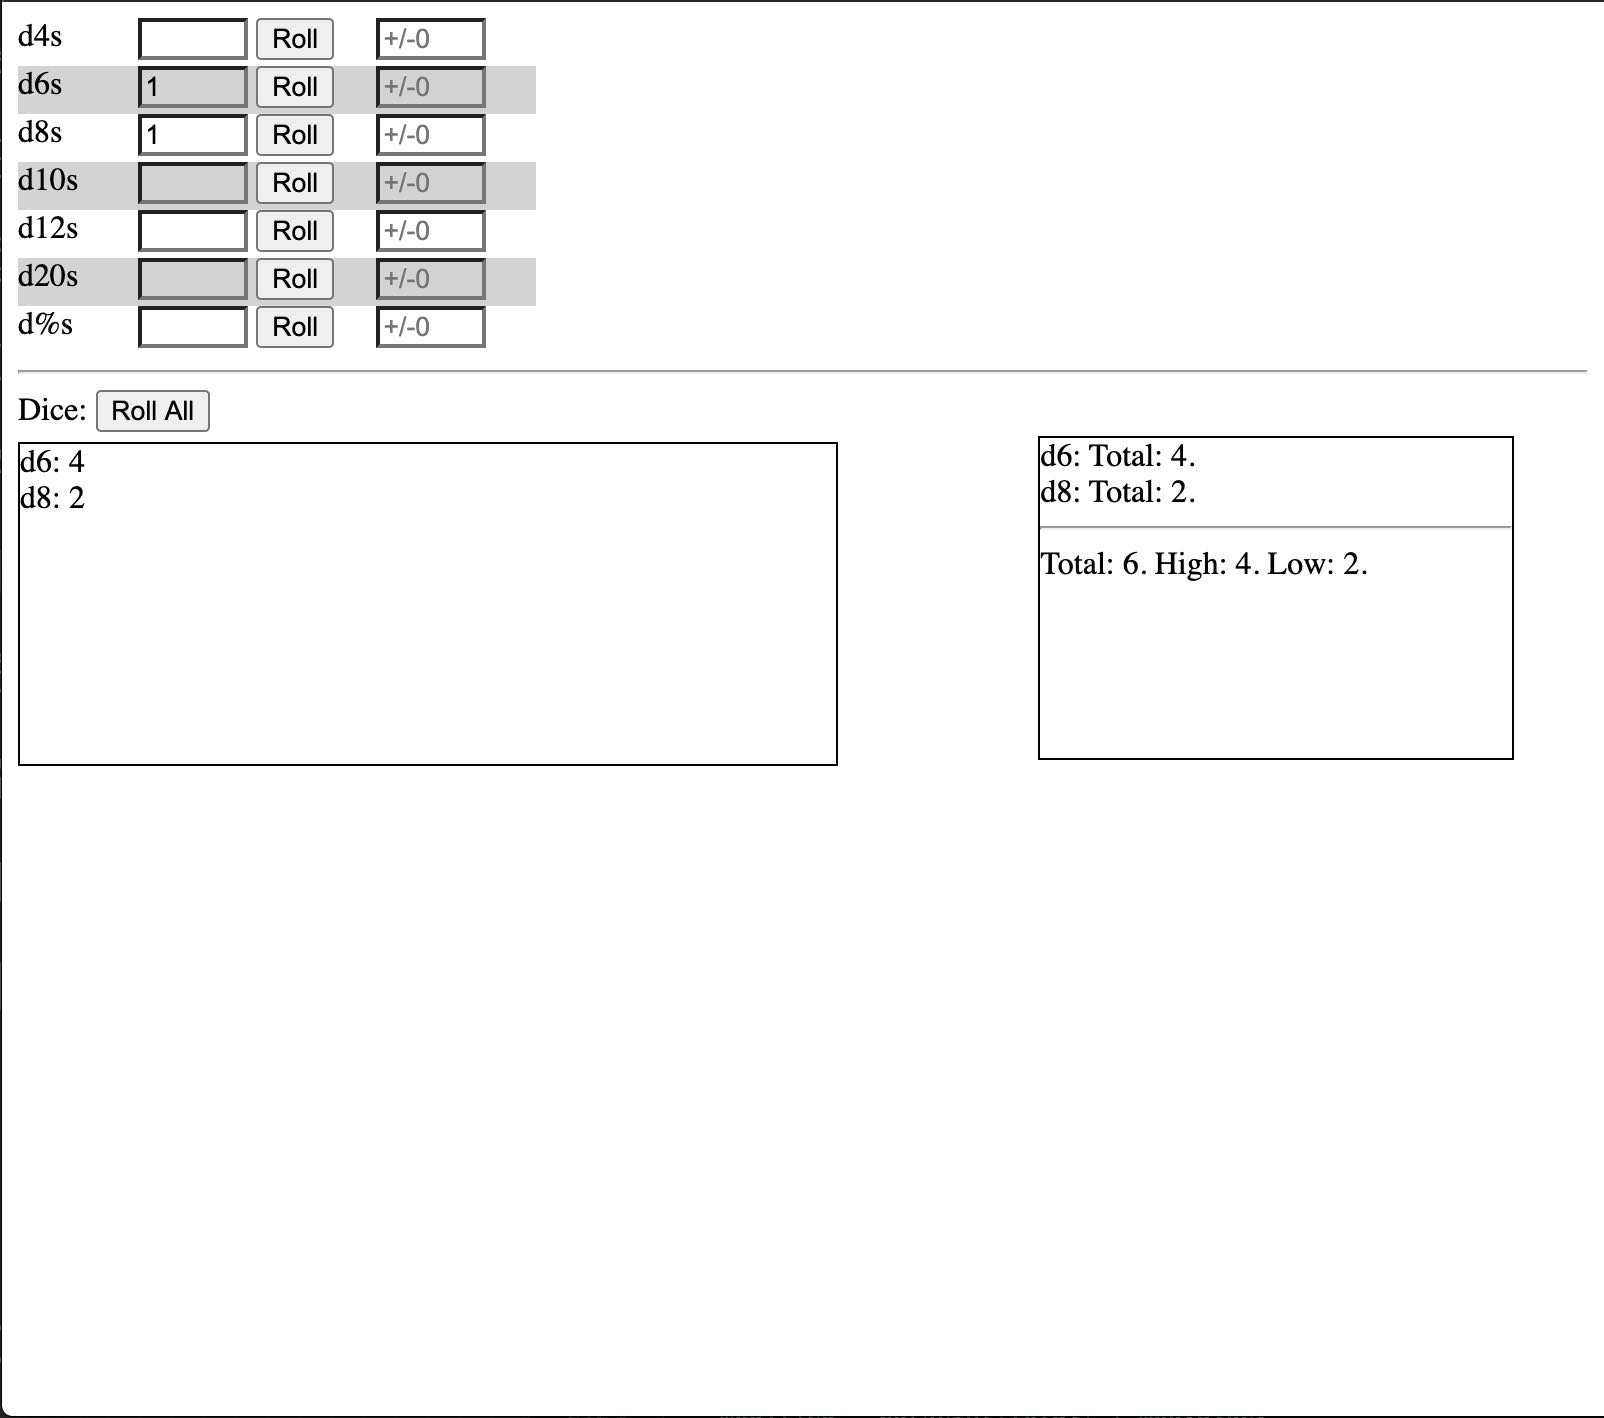 d4s Roll +/-0
d6s 1 Roll +/-0
d8s 1 Roll +/-0
d10s Roll +/-0
d12s Roll +/-0
d20s Roll +/-0
d%s Roll +/-0
Dice: Roll All
d6: 4
d8: 2
d6: Total: 4.
d8: Total: 2.
Total: 6. High: 4. Low: 2.